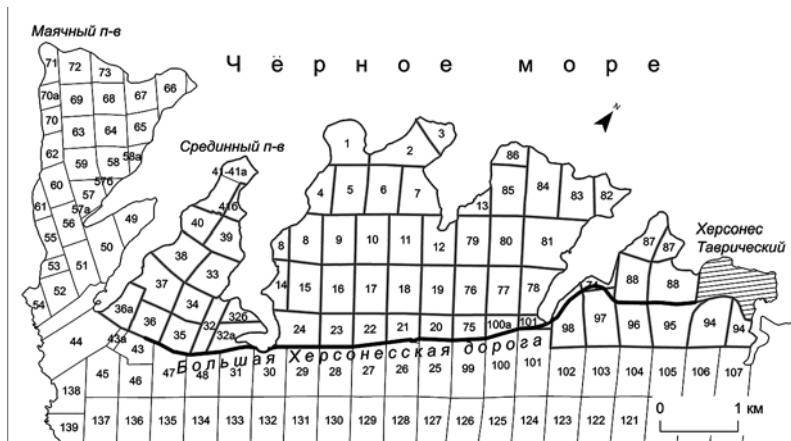 Маячный п-в
Чёрное море
71 72 73
70а 69 68 67 66
70 63 64 65
62 59 58 58а
60 57 57б
61 56 57а 49
55 50
53 51
54 52
Срединный п-в
41 41а
41б
40 39
38 33
37 34
36а 36 35 32 32б
32а
1 2 3
4 5 6 7
8 8 9 10 11 12
14 15 16 17 18 19
24 23 22 21 20
N
86
13 85 84 83 82
79 80 81
76 77 78
75 100а 101
Херсонес
Таврический
87 87
88 88
74
98 97 96 95 94 94
Большая Херсонесская дорога
44 43а 43
45 46 47 48 31 30 29 28 27 26 25 99 100 101 102 103 104 105 106 107
138
139 137 136 135 134 133 132 131 130 129 128 127 126 125 124 123 122 121
0 1 км